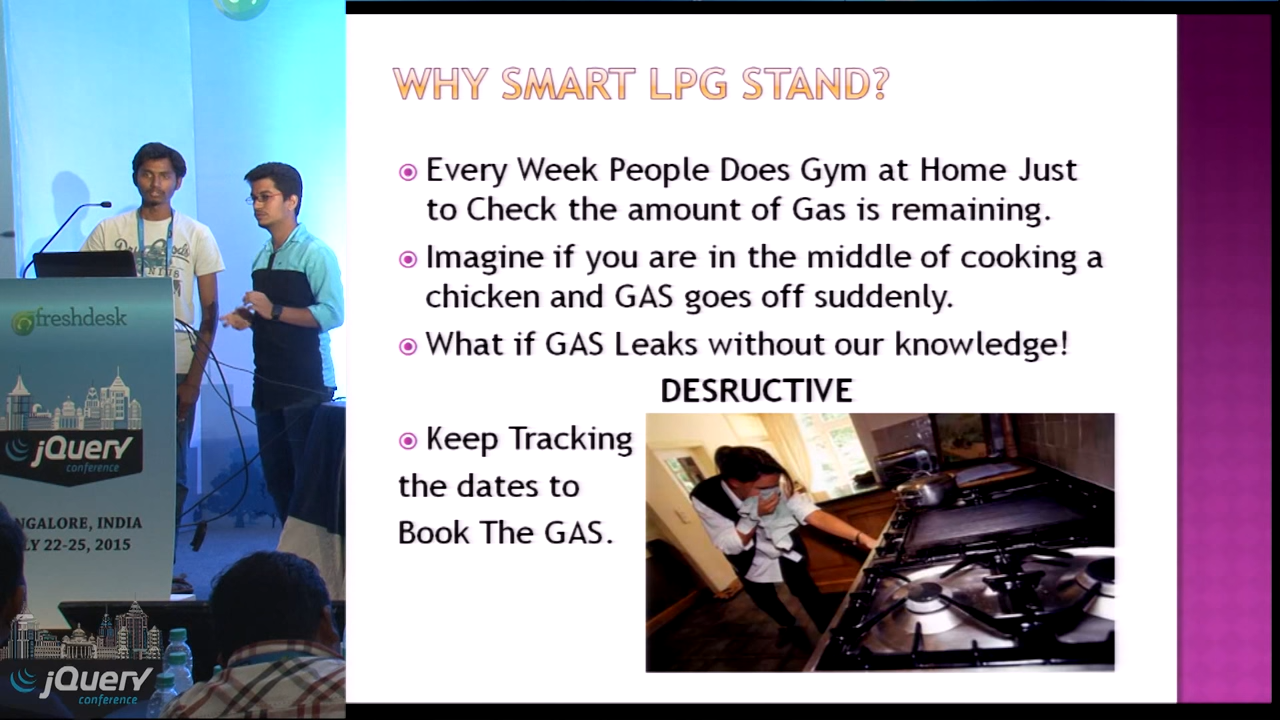 WHY SMART LPG STAND?
Every Week People Does Gym at Home Just
to Check the amount of Gas is remaining.
Imagine if you are in the middle of cooking a
chicken and GAS goes off suddenly.
What if GAS Leaks without our knowledge!
DESRUCTIVE
Keep Tracking
the dates to
Book The GAS.
freshdesk
jQuery
conference
NGALORE, INDIA
LY 22-25, 2015
jQuery
conference